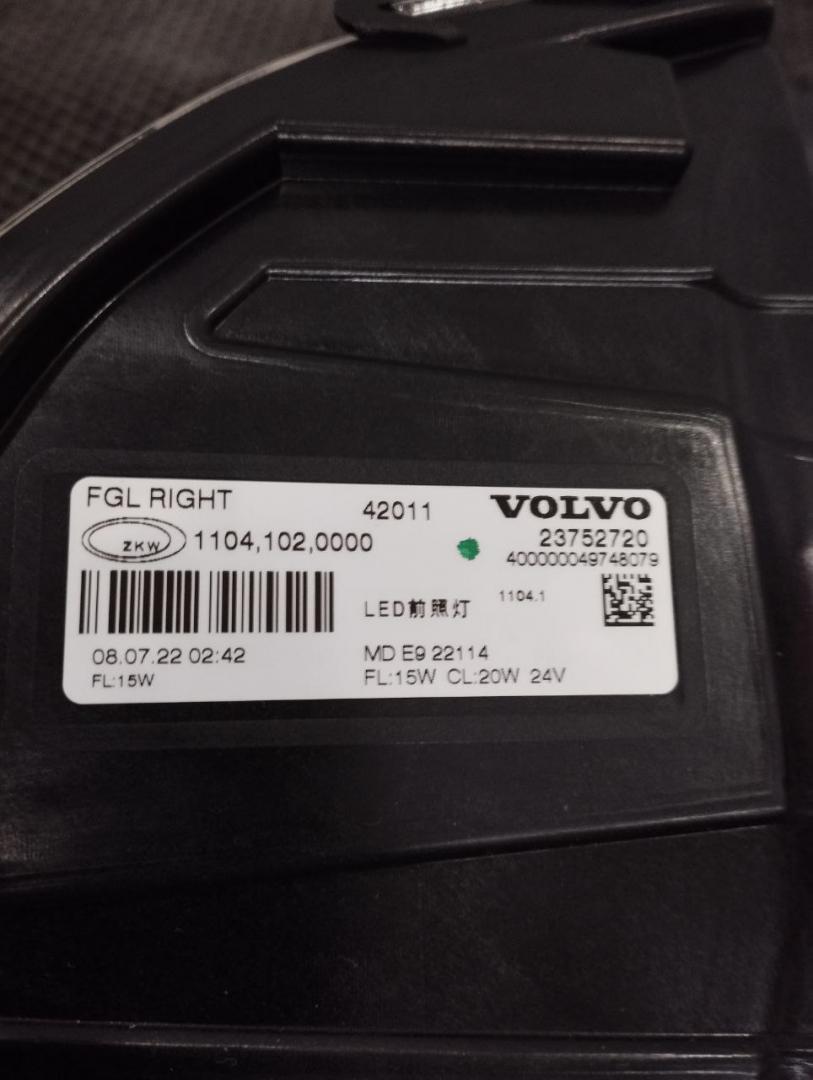 FGL RIGHT
42011
VOLVO
ZKW
1104,102,0000
23752720
400000049748079
LED前照灯
1104.1
08.07.22 02:42
MD E9 22114
FL:15W
FL:15W CL:20W 24V